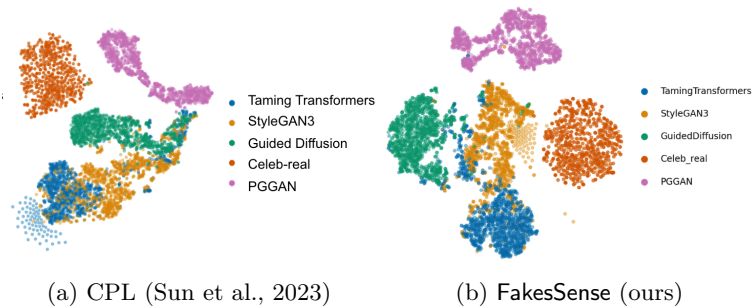 Taming Transformers
StyleGAN3
Guided Diffusion
Celeb-real
PGGAN
TamingTransformers
StyleGAN3
GuidedDiffusion
Celeb_real
PGGAN
(a) CPL (Sun et al., 2023)
(b) FakesSense (ours)